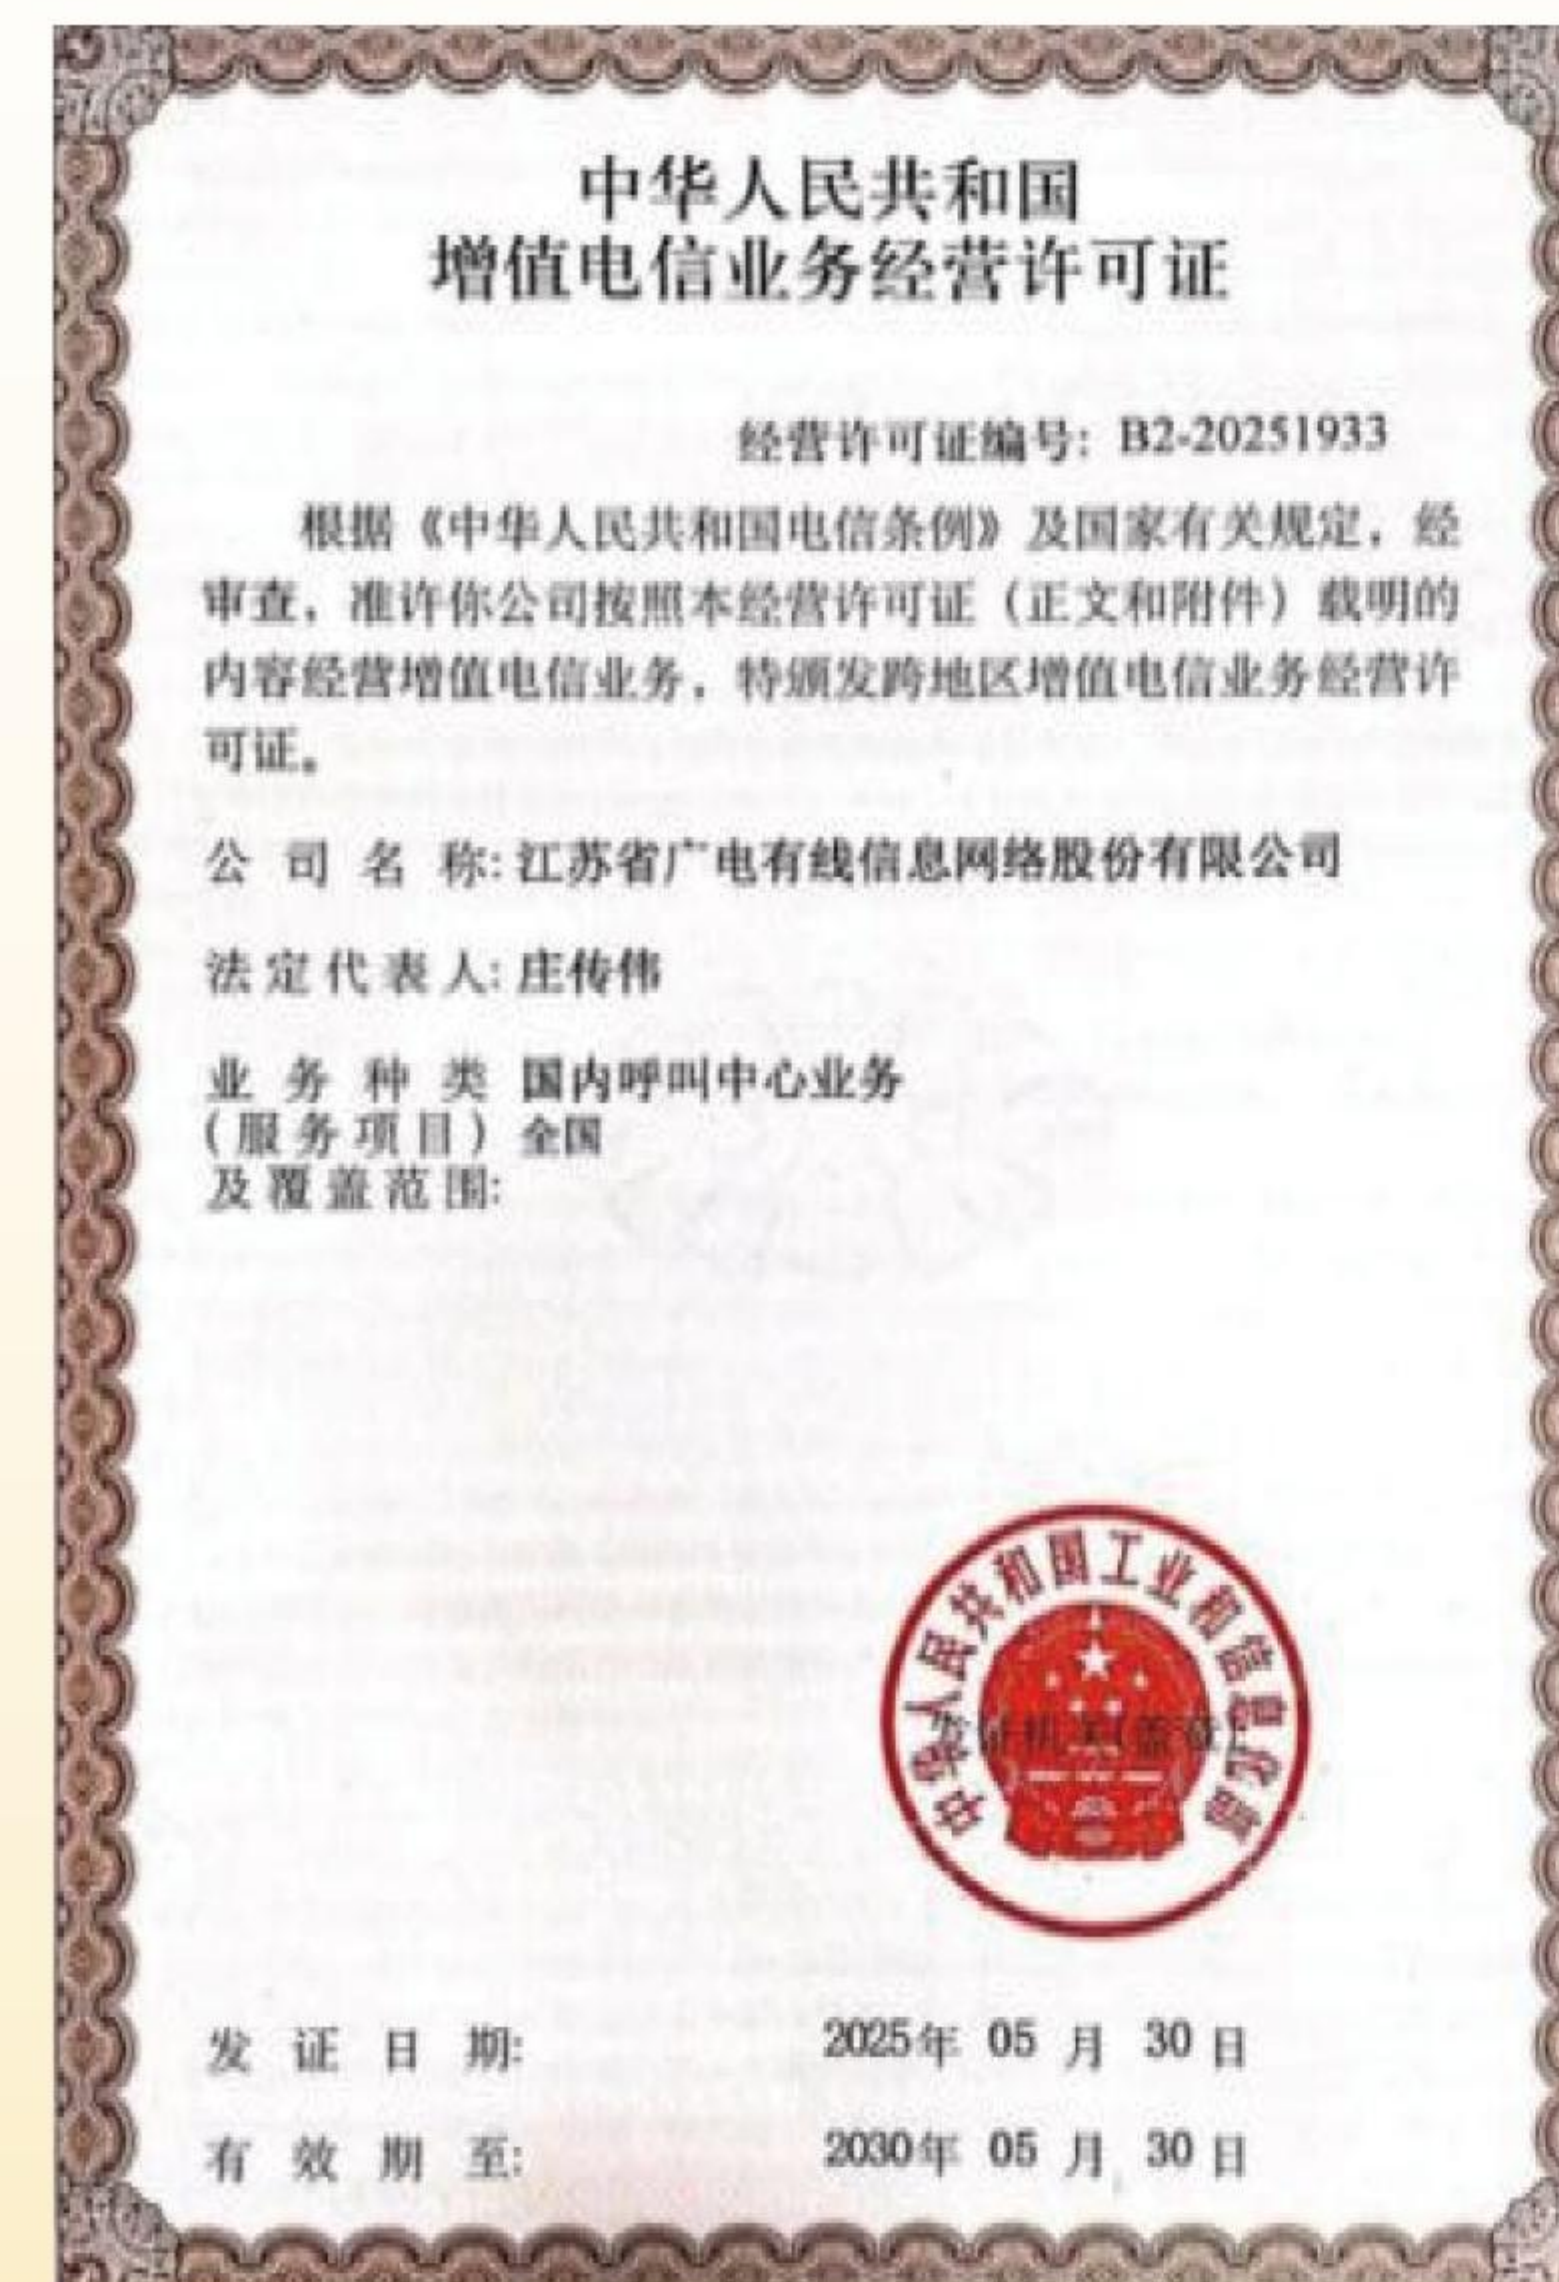 中华人民共和国
增值电信业务经营许可证
经营许可证编号: B2-20251933
根据《中华人民共和国电信条例》及国家有关规定，经
审查，准许你公司按照本经营许可证（正文和附件）载明的
内容经营增值电信业务，特颁发跨地区增值电信业务经营许
可证。
公司名称: 江苏省广电有线信息网络股份有限公司
法定代表人: 庄传伟
业务种类 国内呼叫中心业务
(服务项目) 全国
及覆盖范围:
中华人民共和国工业和信息化部
发证机关(盖章)
发证日期: 2025年 05 月 30 日
有效期至: 2030年 05 月 30 日